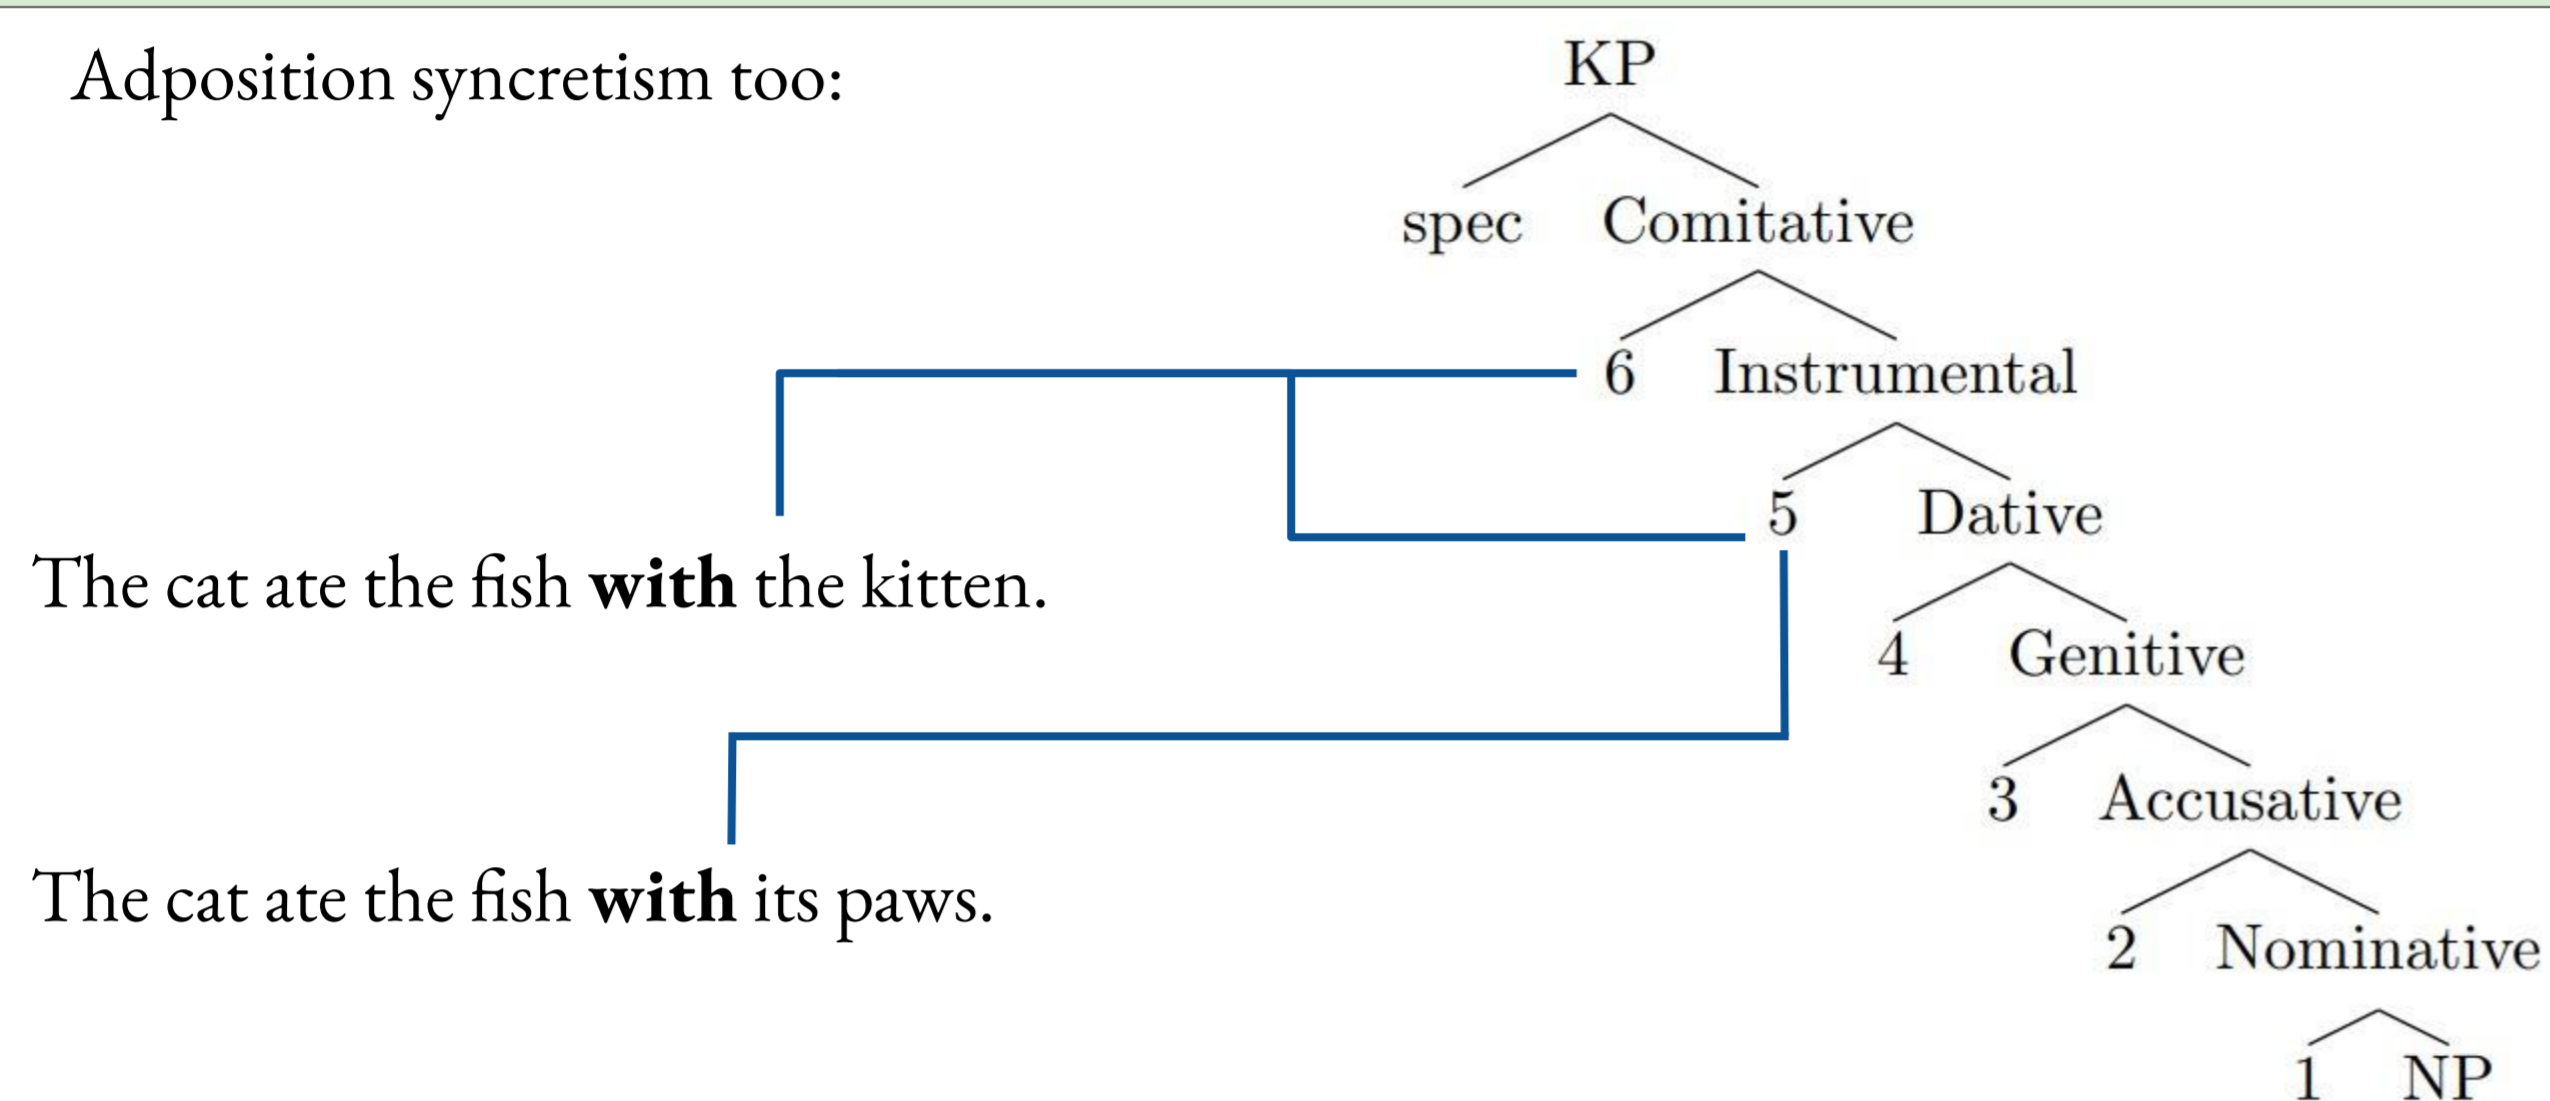 Adposition syncretism too:
KP
spec Comitative
6 Instrumental
5 Dative
The cat ate the fish with the kitten.
4 Genitive
3 Accusative
The cat ate the fish with its paws.
2 Nominative
1 NP